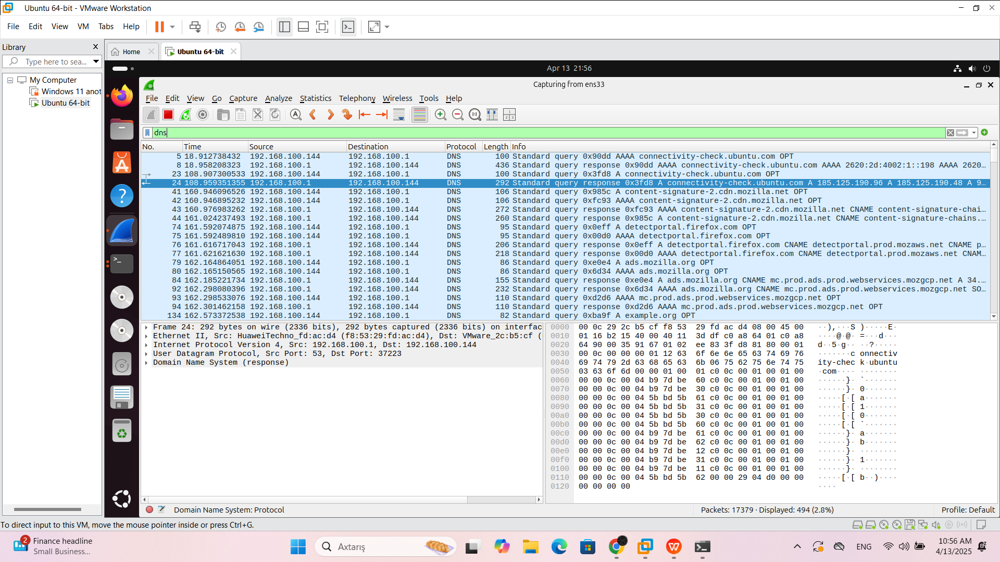 Ubuntu 64-bit - VMware Workstation
File Edit View VM Tabs Help
Library
Type here to sea...
My Computer
Windows 11 anot
Ubuntu 64-bit
Home
Ubuntu 64-bit
Apr 13 21:56
Capturing from ens33
File Edit View Go Capture Analyze Statistics Telephony Wireless Tools Help
dns
No. Time Source Destination Protocol Length Info
5 18.912738432 192.168.100.144 192.168.100.1 DNS 100 Standard query 0x90dd AAAA connectivity-check.ubuntu.com OPT
8 18.958208323 192.168.100.1 192.168.100.144 DNS 436 Standard query response 0x90dd AAAA connectivity-check.ubuntu.com AAAA 2620:2d:4002:1::198 AAAA 2620...
23 108.907300533 192.168.100.144 192.168.100.1 DNS 100 Standard query 0x3fd8 A connectivity-check.ubuntu.com OPT
24 108.959351355 192.168.100.1 192.168.100.144 DNS 292 Standard query response 0x3fd8 A connectivity-check.ubuntu.com A 185.125.190.96 A 185.125.190.48 A 9...
41 160.946096526 192.168.100.144 192.168.100.1 DNS 106 Standard query 0x985c A content-signature-2.cdn.mozilla.net OPT
42 160.946895232 192.168.100.144 192.168.100.1 DNS 106 Standard query 0xfc93 AAAA content-signature-2.cdn.mozilla.net OPT
43 160.976983262 192.168.100.1 192.168.100.144 DNS 272 Standard query response 0xfc93 AAAA content-signature-2.cdn.mozilla.net CNAME content-signature-chai...
44 161.024237493 192.168.100.1 192.168.100.144 DNS 260 Standard query response 0x985c A content-signature-2.cdn.mozilla.net CNAME content-signature-chains....
74 161.592074875 192.168.100.144 192.168.100.1 DNS 95 Standard query 0x0eff A detectportal.firefox.com OPT
75 161.592489810 192.168.100.144 192.168.100.1 DNS 95 Standard query 0x00d0 AAAA detectportal.firefox.com OPT
76 161.616717043 192.168.100.1 192.168.100.144 DNS 206 Standard query response 0x0eff A detectportal.firefox.com CNAME detectportal.prod.mozaws.net CNAME p...
77 161.621621630 192.168.100.1 192.168.100.144 DNS 218 Standard query response 0x00d0 AAAA detectportal.firefox.com CNAME detectportal.prod.mozaws.net CNAM...
79 162.164864051 192.168.100.144 192.168.100.1 DNS 86 Standard query 0xe0e4 A ads.mozilla.org OPT
80 162.165150565 192.168.100.144 192.168.100.1 DNS 86 Standard query 0x6d34 AAAA ads.mozilla.org OPT
84 162.185221734 192.168.100.1 192.168.100.144 DNS 155 Standard query response 0xe0e4 A ads.mozilla.org CNAME mc.prod.ads.prod.webservices.mozgcp.net A 34....
92 162.298080396 192.168.100.1 192.168.100.144 DNS 232 Standard query response 0x6d34 AAAA ads.mozilla.org CNAME mc.prod.ads.prod.webservices.mozgcp.net SO...
93 162.298533076 192.168.100.144 192.168.100.1 DNS 110 Standard query 0xd2d6 AAAA mc.prod.ads.prod.webservices.mozgcp.net OPT
94 162.301462158 192.168.100.1 192.168.100.144 DNS 110 Standard query response 0xd2d6 AAAA mc.prod.ads.prod.webservices.mozgcp.net OPT
134 162.573372538 192.168.100.144 192.168.100.1 DNS 82 Standard query 0xba9f A example.org OPT
Frame 24: 292 bytes on wire (2336 bits), 292 bytes captured (2336 bits) on interfac
Ethernet II, Src: HuaweiTechno_fd:ac:d4 (f8:53:29:fd:ac:d4), Dst: VMware_2c:b5:cf (
Internet Protocol Version 4, Src: 192.168.100.1, Dst: 192.168.100.144
User Datagram Protocol, Src Port: 53, Dst Port: 37223
Domain Name System (response)
0000 00 0c 29 2c b5 cf f8 53 29 fd ac d4 08 00 45 00 ··),···S )·····E·
0010 01 16 b2 15 40 00 40 11 3d df c0 a8 64 01 c0 a8 ····@·@· =···d···
0020 64 90 00 35 91 67 01 02 ee 83 3f d8 81 80 00 01 d··5·g·· ··?·····
0030 00 0c 00 00 00 01 12 63 6f 6e 6e 65 63 74 69 76 ·······c onnectiv
0040 69 74 79 2d 63 68 65 63 6b 06 75 62 75 6e 74 75 ity-chec k·ubuntu
0050 03 63 6f 6d 00 00 01 00 01 c0 0c 00 01 00 01 00 ·com···· ········
0060 00 00 0c 00 04 b9 7d be 60 c0 0c 00 01 00 01 00 ······}· `·······
0070 00 00 0c 00 04 b9 7d be 30 c0 0c 00 01 00 01 00 ······}· 0·······
0080 00 00 0c 00 04 5b bd 5b 61 c0 0c 00 01 00 01 00 ·····[·[ a·······
0090 00 00 0c 00 04 5b bd 5b 31 c0 0c 00 01 00 01 00 ·····[·[ 1·······
00a0 00 00 0c 00 04 5b bd 5b 30 c0 0c 00 01 00 01 00 ·····[·[ 0·······
00b0 00 00 0c 00 04 5b bd 5b 60 c0 0c 00 01 00 01 00 ·····[·[ `·······
00c0 00 00 0c 00 04 b9 7d be 61 c0 0c 00 01 00 01 00 ······}· a·······
00d0 00 00 0c 00 04 b9 7d be 62 c0 0c 00 01 00 01 00 ······}· b·······
00e0 00 00 0c 00 04 b9 7d be 12 c0 0c 00 01 00 01 00 ······}· ········
00f0 00 00 0c 00 04 b9 7d be 31 c0 0c 00 01 00 01 00 ······}· 1·······
0100 00 00 0c 00 04 b9 7d be 11 c0 0c 00 01 00 01 00 ······}· ········
0110 00 00 0c 00 04 5b bd 5b 62 00 00 29 04 d0 00 00 ·····[·[ b··)····
0120 00 00 00 00 ····
Domain Name System: Protocol
Packets: 17379 · Displayed: 494 (2.8%)
Profile: Default
To direct input to this VM, move the mouse pointer inside or press Ctrl+G.
2
Finance headline
Small Business...
Axtarış
ENG
10:56 AM
4/13/2025